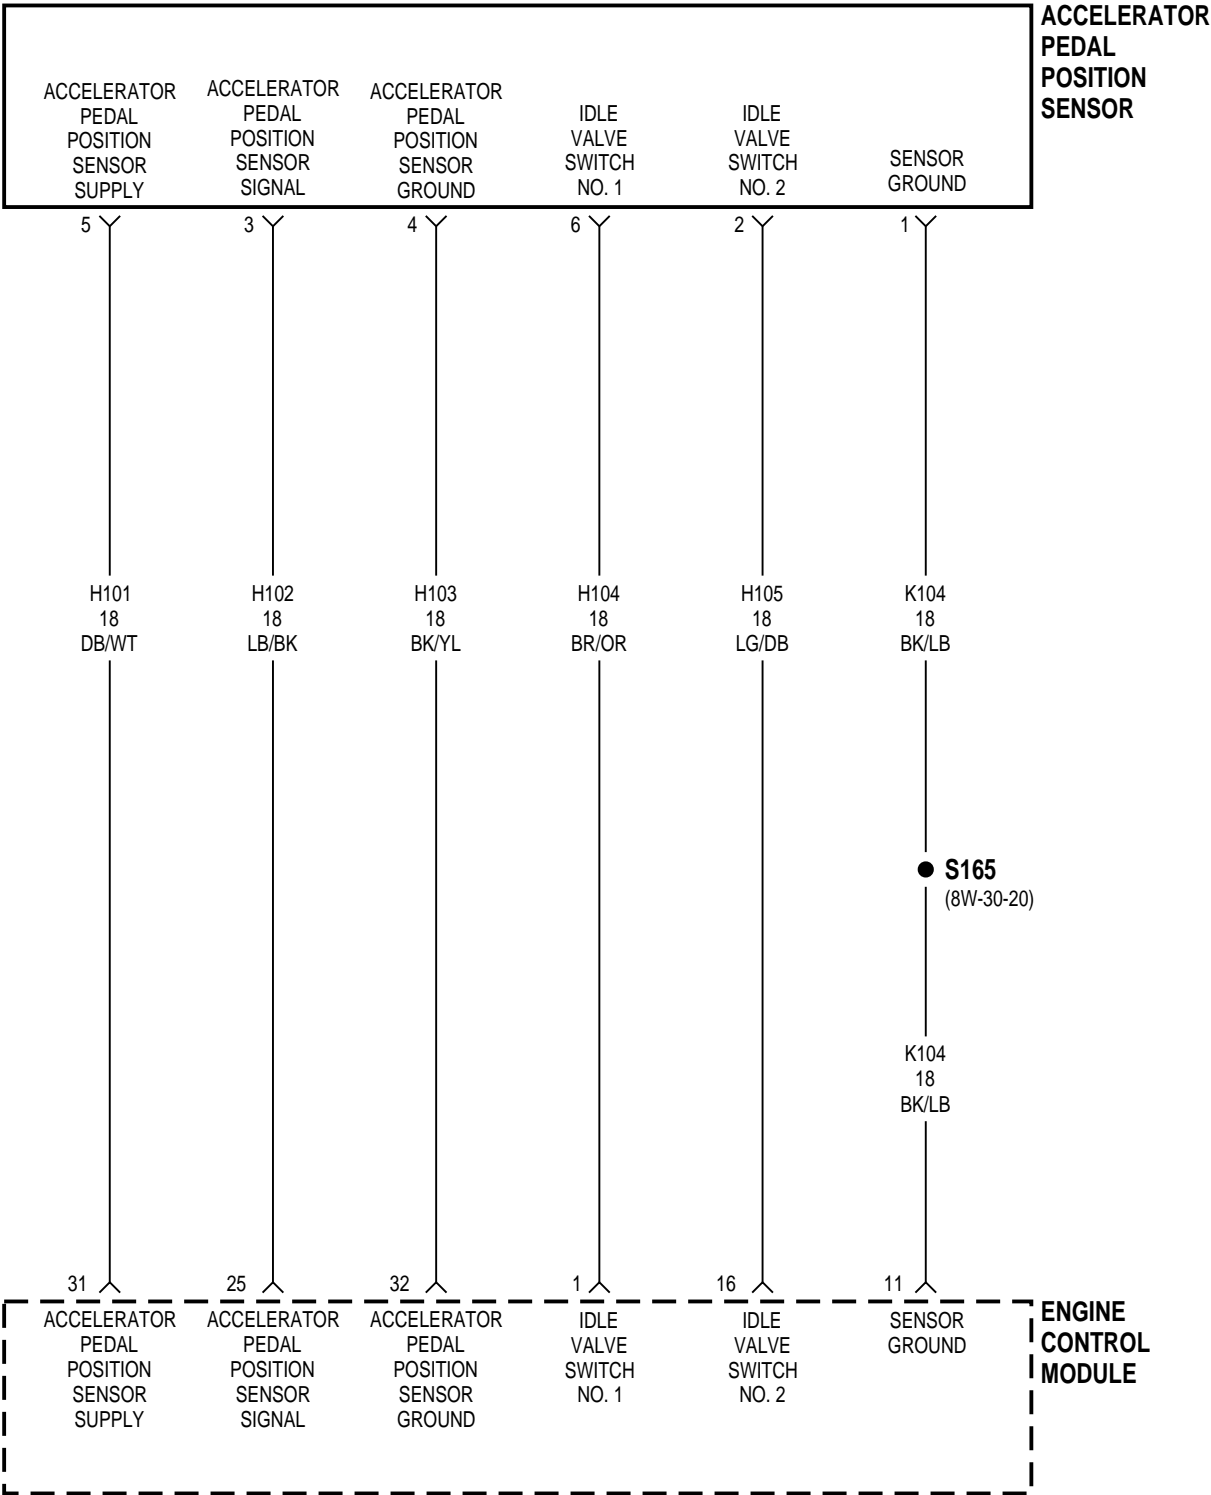 ACCELERATOR
PEDAL
POSITION
SENSOR
ACCELERATOR
PEDAL
POSITION
SENSOR
SUPPLY
ACCELERATOR
PEDAL
POSITION
SENSOR
SIGNAL
ACCELERATOR
PEDAL
POSITION
SENSOR
GROUND
IDLE
VALVE
SWITCH
NO. 1
IDLE
VALVE
SWITCH
NO. 2
SENSOR
GROUND
5
3
4
6
2
1
H101
18
DB/WT
H102
18
LB/BK
H103
18
BK/YL
H104
18
BR/OR
H105
18
LG/DB
K104
18
BK/LB
S165
(8W-30-20)
K104
18
BK/LB
31
25
32
1
16
11
ACCELERATOR
PEDAL
POSITION
SENSOR
SUPPLY
ACCELERATOR
PEDAL
POSITION
SENSOR
SIGNAL
ACCELERATOR
PEDAL
POSITION
SENSOR
GROUND
IDLE
VALVE
SWITCH
NO. 1
IDLE
VALVE
SWITCH
NO. 2
SENSOR
GROUND
ENGINE
CONTROL
MODULE